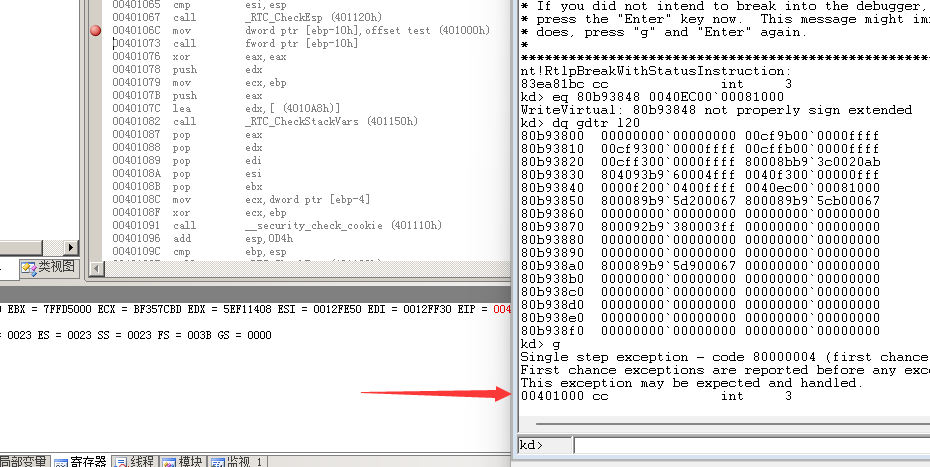 00401065 cmp esi,esp
00401067 call _RTC_CheckEsp (401120h)
0040106C mov dword ptr [ebp-10h],offset test (401000h)
00401073 call fword ptr [ebp-10h]
00401076 xor eax,eax
00401078 push edx
00401079 mov ecx,ebp
0040107B push eax
0040107C lea edx,[ (4010A8h)]
00401082 call _RTC_CheckStackVars (401150h)
00401087 pop eax
00401088 pop edx
00401089 pop edi
0040108A pop esi
0040108B pop ebx
0040108C mov ecx,dword ptr [ebp-4]
0040108F xor ecx,ebp
00401091 call __security_check_cookie (401110h)
00401096 add esp,0D4h
0040109C cmp ebp,esp
类视图
EBX = 7FFD5000 ECX = BF357CBD EDX = 5EF11408 ESI = 0012FE50 EDI = 0012FF30 EIP = 004
= 0023 ES = 0023 SS = 0023 FS = 003B GS = 0000
局部变量 寄存器 线程 模块 监视 1
* If you did not intend to break into the debugger,
* press the "Enter" key now. This message might im
* does, press "g" and "Enter" again.
*
nt!RtlpBreakWithStatusInstruction:
83ea81bc cc int 3
kd> eq 80b93848 0040EC00`00081000
WriteVirtual: 80b93848 not properly sign extended
kd> dq gdtr l20
80b93800 00000000`00000000 00cf9b00`0000ffff
80b93810 00cf9300`0000ffff 00cffb00`0000ffff
80b93820 00cff300`0000ffff 80008bb9`3c0020ab
80b93830 804093b9`60004fff 0040f300`00000fff
80b93840 0000f200`0400ffff 0040ec00`00081000
80b93850 800089b9`5d200067 800089b9`5cb00067
80b93860 00000000`00000000 00000000`00000000
80b93870 800092b9`380003ff 00000000`00000000
80b93880 00000000`00000000 00000000`00000000
80b93890 00000000`00000000 00000000`00000000
80b938a0 800089b9`5d900067 00000000`00000000
80b938b0 00000000`00000000 00000000`00000000
80b938c0 00000000`00000000 00000000`00000000
80b938d0 00000000`00000000 00000000`00000000
80b938e0 00000000`00000000 00000000`00000000
80b938f0 00000000`00000000 00000000`00000000
kd> g
Single step exception - code 80000004 (first chance
First chance exceptions are reported before any exc
This exception may be expected and handled.
00401000 cc int 3
kd>